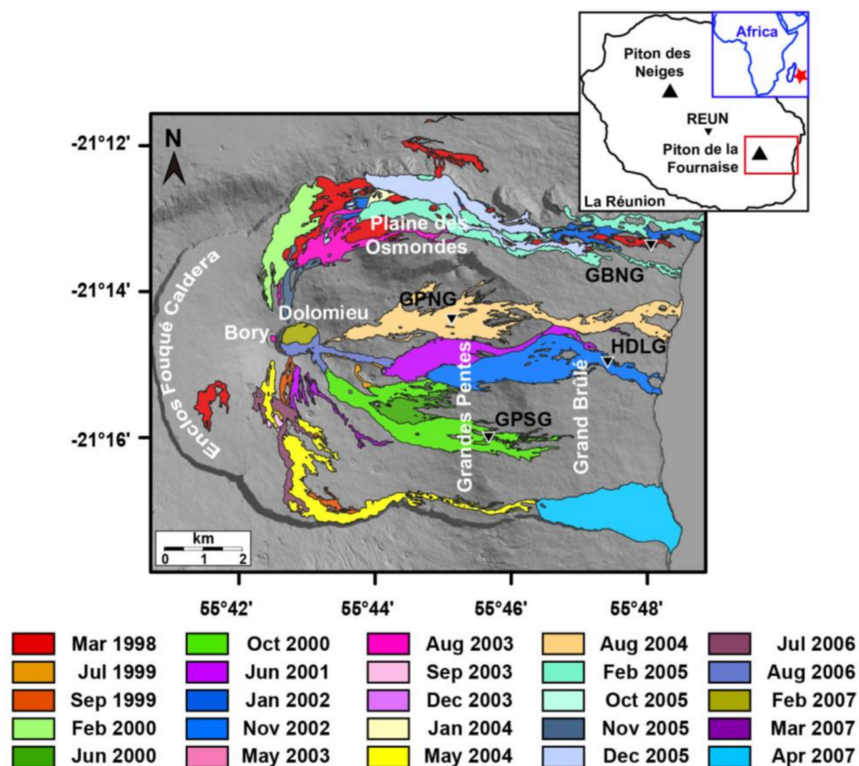 Africa
Piton des
Neiges
REUN
Piton de la
Fournaise
La Réunion
-21°12'
N
Plaine des
Osmondes
GBNG
-21°14'
GPNG
Dolomieu
Bory
HDLG
Enclos Fouqué Caldera
Grandes Pentes
Grand Brûlé
GPSG
-21°16'
km
0 1 2
55°42' 55°44' 55°46' 55°48'
Mar 1998 Oct 2000 Aug 2003 Aug 2004 Jul 2006
Jul 1999 Jun 2001 Sep 2003 Feb 2005 Aug 2006
Sep 1999 Jan 2002 Dec 2003 Oct 2005 Feb 2007
Feb 2000 Nov 2002 Jan 2004 Nov 2005 Mar 2007
Jun 2000 May 2003 May 2004 Dec 2005 Apr 2007